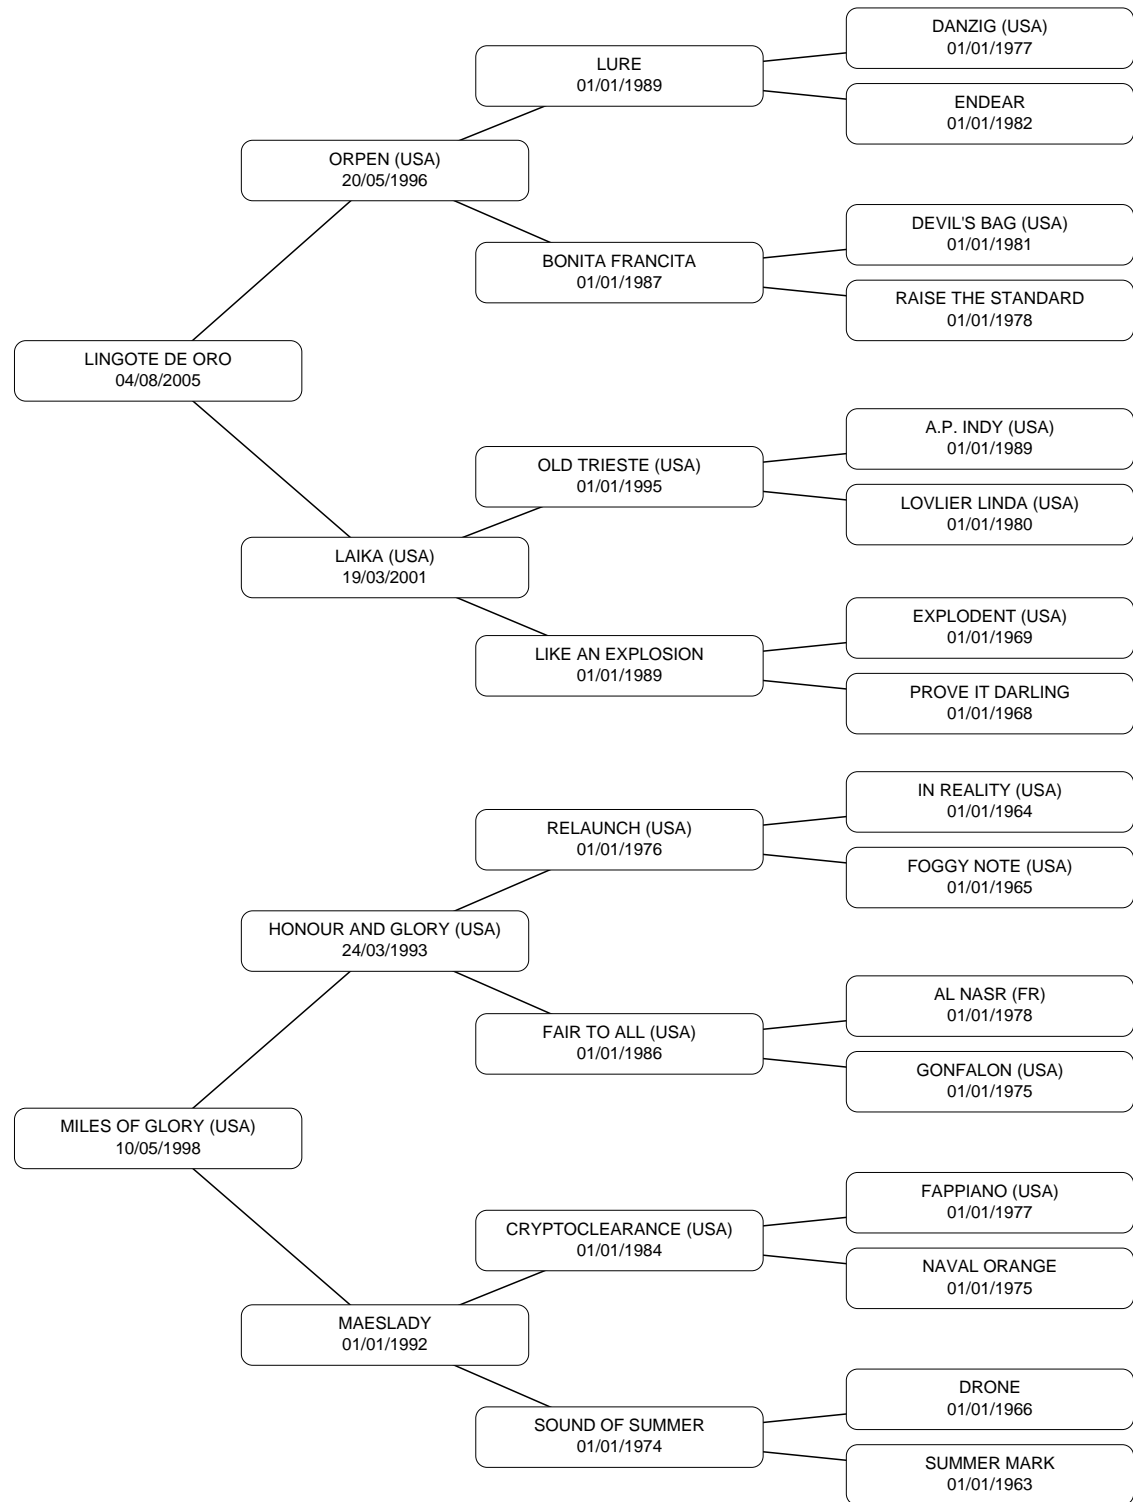 DANZIG (USA)
01/01/1977
LURE
01/01/1989
ENDEAR
01/01/1982
ORPEN (USA)
20/05/1996
DEVIL'S BAG (USA)
01/01/1981
BONITA FRANCITA
01/01/1987
RAISE THE STANDARD
01/01/1978
LINGOTE DE ORO
04/08/2005
A.P. INDY (USA)
01/01/1989
OLD TRIESTE (USA)
01/01/1995
LOVLIER LINDA (USA)
01/01/1980
LAIKA (USA)
19/03/2001
EXPLODENT (USA)
01/01/1969
LIKE AN EXPLOSION
01/01/1989
PROVE IT DARLING
01/01/1968
IN REALITY (USA)
01/01/1964
RELAUNCH (USA)
01/01/1976
FOGGY NOTE (USA)
01/01/1965
HONOUR AND GLORY (USA)
24/03/1993
AL NASR (FR)
01/01/1978
FAIR TO ALL (USA)
01/01/1986
GONFALON (USA)
01/01/1975
MILES OF GLORY (USA)
10/05/1998
FAPPIANO (USA)
01/01/1977
CRYPTOCLEARANCE (USA)
01/01/1984
NAVAL ORANGE
01/01/1975
MAESLADY
01/01/1992
DRONE
01/01/1966
SOUND OF SUMMER
01/01/1974
SUMMER MARK
01/01/1963